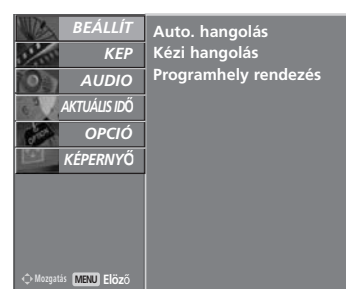 BEÁLLÍT
KEP
AUDIO
AKTUÁLIS IDŐ
OPCIÓ
KÉPERNYŐ
Auto. hangolás
Kézi hangolás
Programhely rendezés
Mozgatás MENU Előző